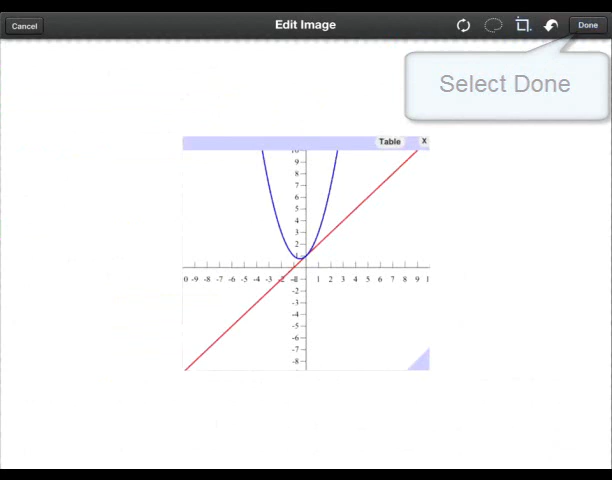 Cancel
Edit Image
Done
Select Done
Table X
10
9
8
7
6
5
4
3
2
1
0 -9 -8 -7 -6 -5 -4 -3 -2 -1 1 2 3 4 5 6 7 8 9 1
-2
-3
-4
-5
-6
-7
-8